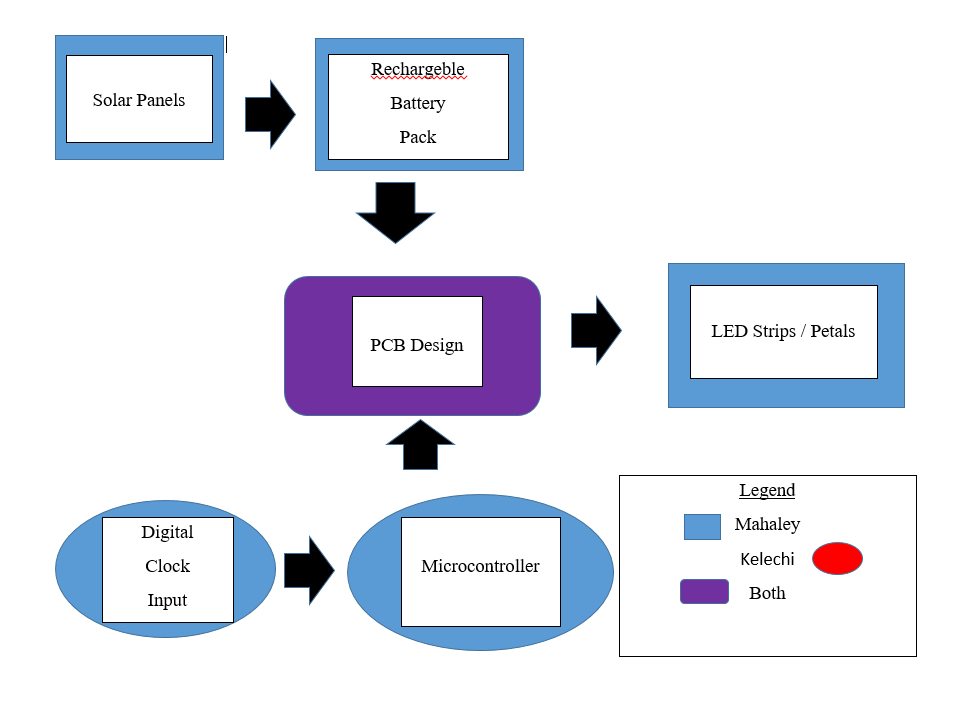 Solar Panels
Rechargeble
Battery
Pack
PCB Design
LED Strips / Petals
Digital
Clock
Input
Microcontroller
Legend
Mahaley
Kelechi
Both